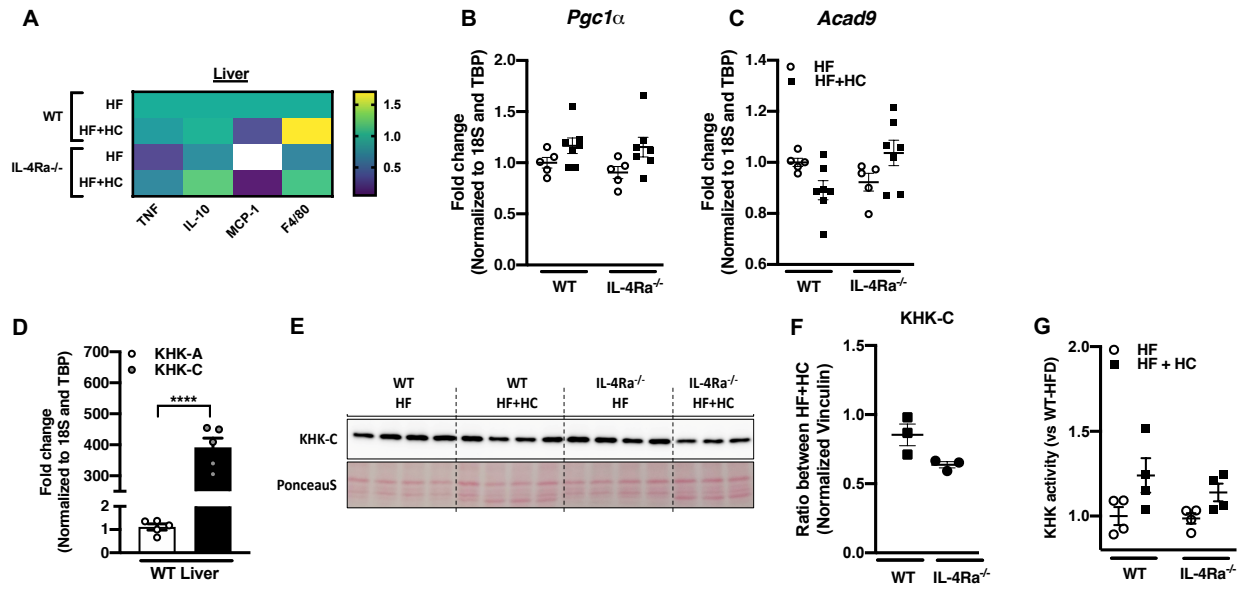 A
Liver
WT
HF
HF+HC
IL-4Ra-/-
HF
HF+HC
TNF
IL-10
MCP-1
F4/80
1.5
1.0
0.5
B
Pgc1α
Fold change
(Normalized to 18S and TBP)
2.0
1.5
1.0
0.5
0.0
WT
IL-4Ra-/-
C
Acad9
Fold change
(Normalized to 18S and TBP)
1.4
1.2
1.0
0.8
0.6
HF
HF+HC
WT
IL-4Ra-/-
D
Fold change
(Normalized to 18S and TBP)
700
600
500
400
300
2
1
0
KHK-A
KHK-C
****
WT Liver
E
WT
HF
WT
HF+HC
IL-4Ra-/-
HF
IL-4Ra-/-
HF+HC
KHK-C
PonceauS
F
KHK-C
Ratio between HF+HC
(Normalized Vinculin)
1.5
1.0
0.5
0.0
WT
IL-4Ra-/-
G
KHK activity (vs WT-HFD)
2.0
1.5
1.0
HF
HF + HC
WT
IL-4Ra-/-